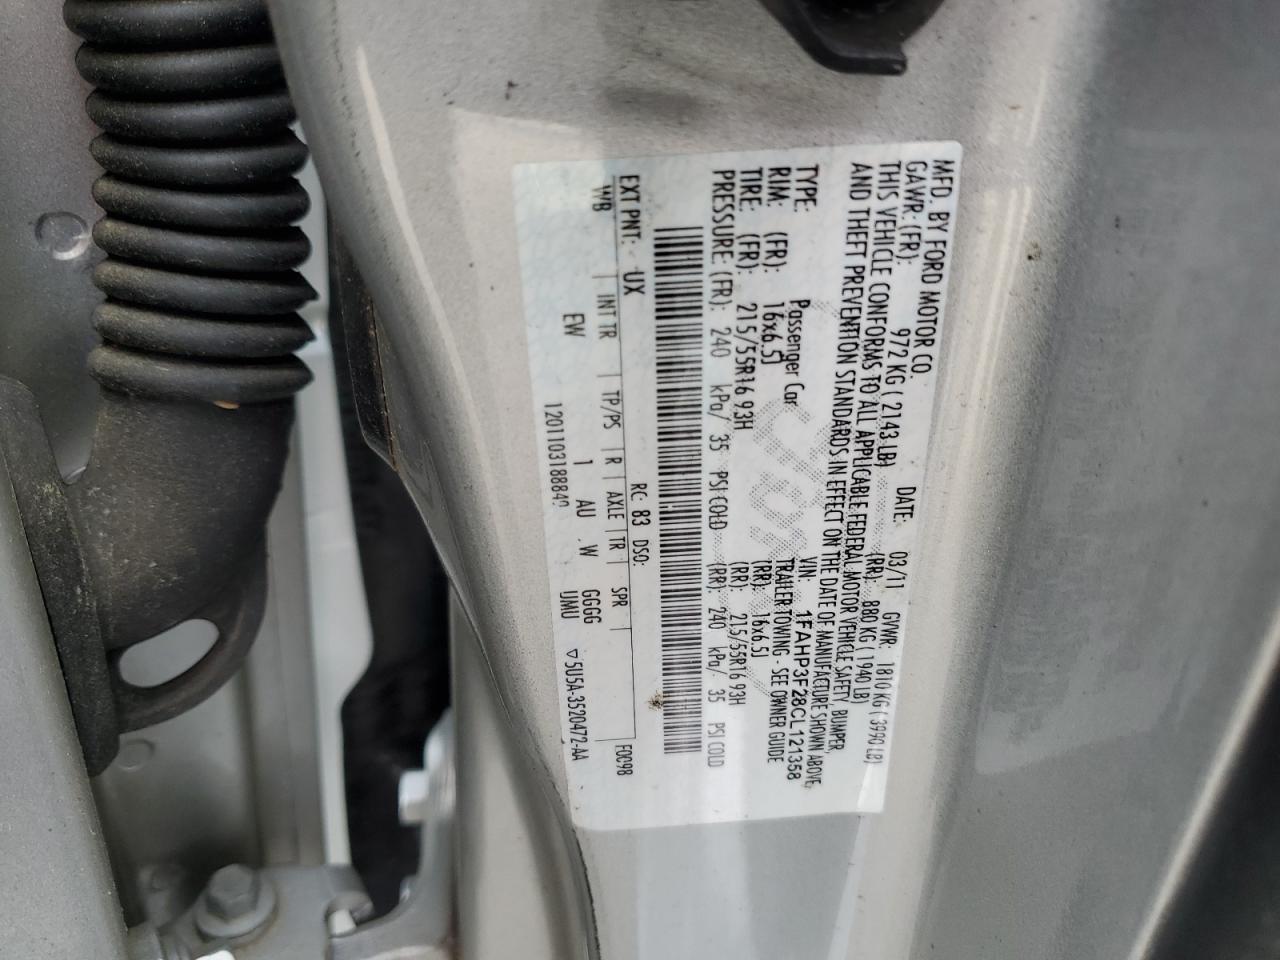 MFD. BY FORD MOTOR CO.
DATE: 03/11 GVWR: 1810 KG ( 3990 LB)
GAWR: (FR): 972 KG ( 2143 LB) (RR): 880 KG ( 1940 LB)
THIS VEHICLE CONFORMS TO ALL APPLICABLE FEDERAL MOTOR VEHICLE SAFETY, BUMPER,
AND THEFT PREVENTION STANDARDS IN EFFECT ON THE DATE OF MANUFACTURE SHOWN ABOVE.
VIN: 1FAHP3F28CL121358
TYPE: Passenger Car TRAILER TOWING - SEE OWNER GUIDE
RIM: (FR): 16x6.5J (RR): 16x6.5J
TIRE: (FR): 215/55R16 93H (RR): 215/55R16 93H
PRESSURE (FR): 240 kPa/ 35 PSI COLD (RR): 240 kPa/ 35 PSI COLD
EXT PNT: UX RC: 83 DSO: F0C9B
WB INT TR TP/PS R AXLE TR SPR
EW 1 AU W GGGG
UMU ▽5U5A-3520472-AA